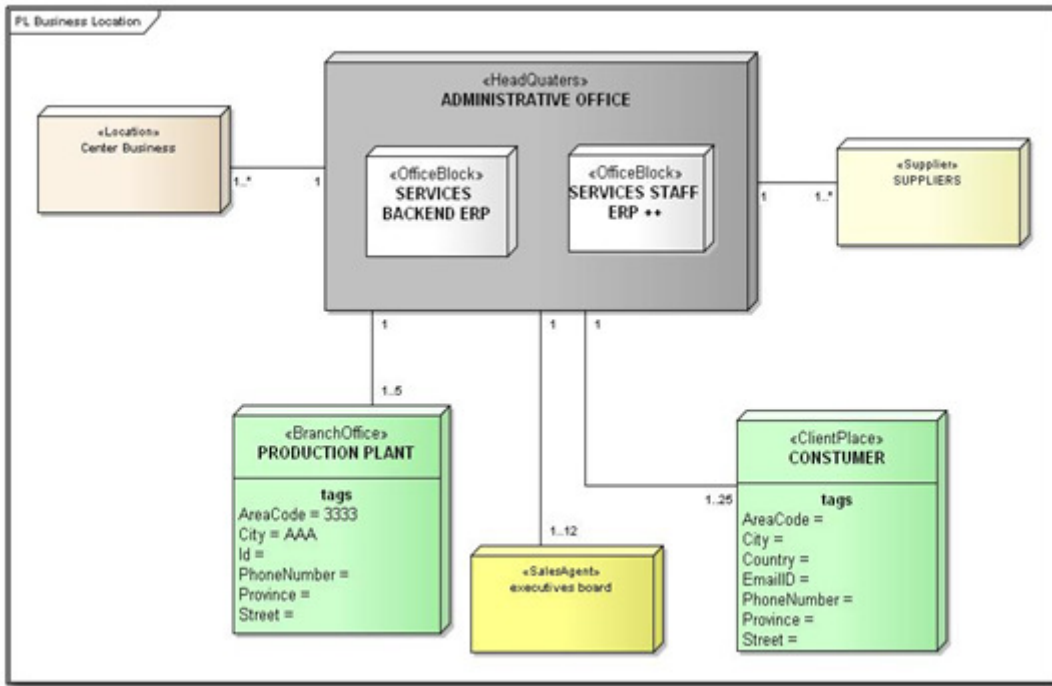 PL Business Location
«HeadQuaters»
ADMINISTRATIVE OFFICE
«Location»
Center Business
1..*
1
«OfficeBlock»
SERVICES
BACKEND ERP
«OfficeBlock»
SERVICES STAFF
ERP ++
1
1..*
«Supplier»
SUPPLIERS
1
1
1
1..5
1..12
1..25
«BranchOffice»
PRODUCTION PLANT
tags
AreaCode = 3333
City = AAA
Id =
PhoneNumber =
Province =
Street =
«SalesAgent»
executives board
«ClientPlace»
CONSTUMER
tags
AreaCode =
City =
Country =
EmailID =
PhoneNumber =
Province =
Street =